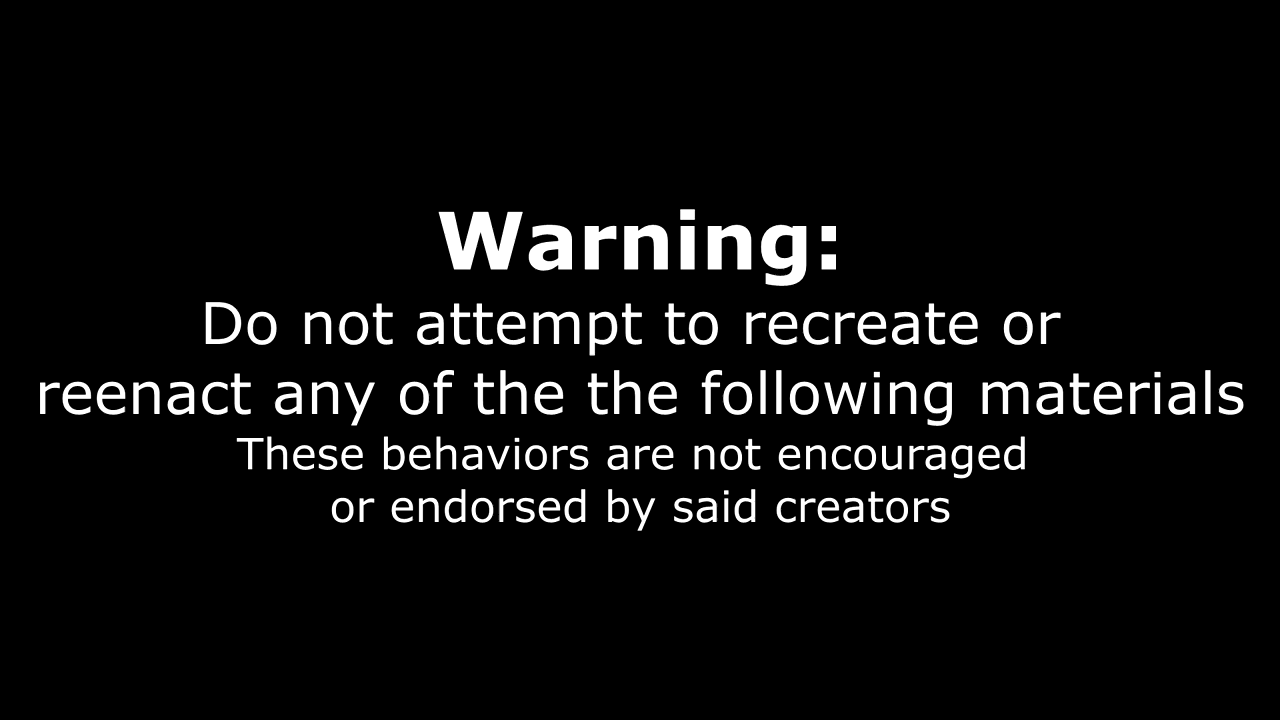 Warning:
Do not attempt to recreate or
reenact any of the the following materials
These behaviors are not encouraged
or endorsed by said creators